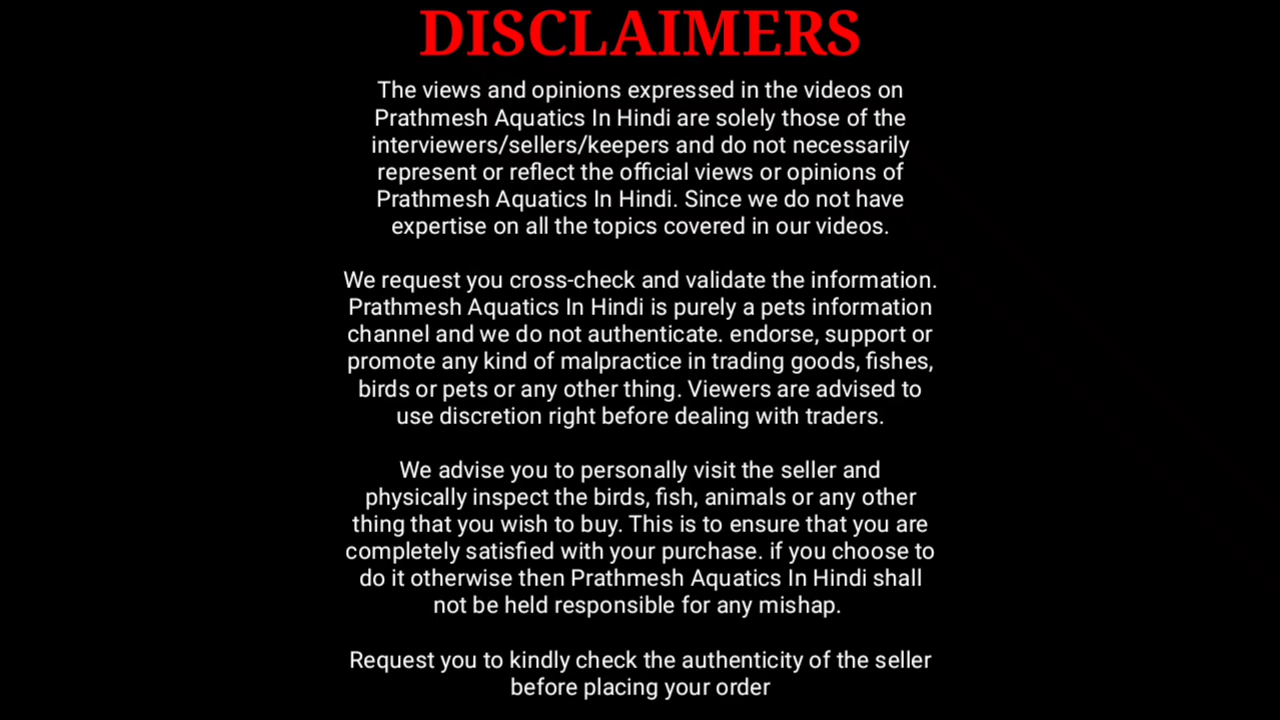 DISCLAIMERS
The views and opinions expressed in the videos on
Prathmesh Aquatics In Hindi are solely those of the
interviewers/sellers/keepers and do not necessarily
represent or reflect the official views or opinions of
Prathmesh Aquatics In Hindi. Since we do not have
expertise on all the topics covered in our videos.
We request you cross-check and validate the information.
Prathmesh Aquatics In Hindi is purely a pets information
channel and we do not authenticate. endorse, support or
promote any kind of malpractice in trading goods, fishes,
birds or pets or any other thing. Viewers are advised to
use discretion right before dealing with traders.
We advise you to personally visit the seller and
physically inspect the birds, fish, animals or any other
thing that you wish to buy. This is to ensure that you are
completely satisfied with your purchase. if you choose to
do it otherwise then Prathmesh Aquatics In Hindi shall
not be held responsible for any mishap.
Request you to kindly check the authenticity of the seller
before placing your order